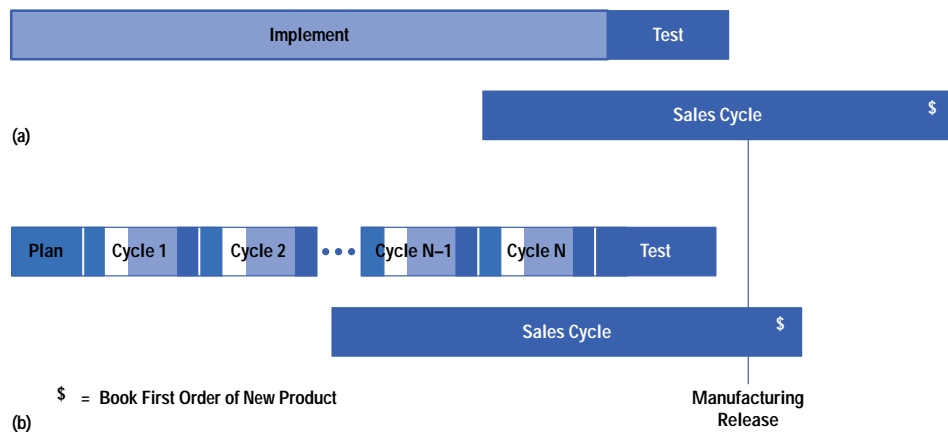 Implement
Test
Sales Cycle
$
(a)
Plan
Cycle 1
Cycle 2
Cycle N–1
Cycle N
Test
Sales Cycle
$
$ = Book First Order of New Product
Manufacturing
Release
(b)